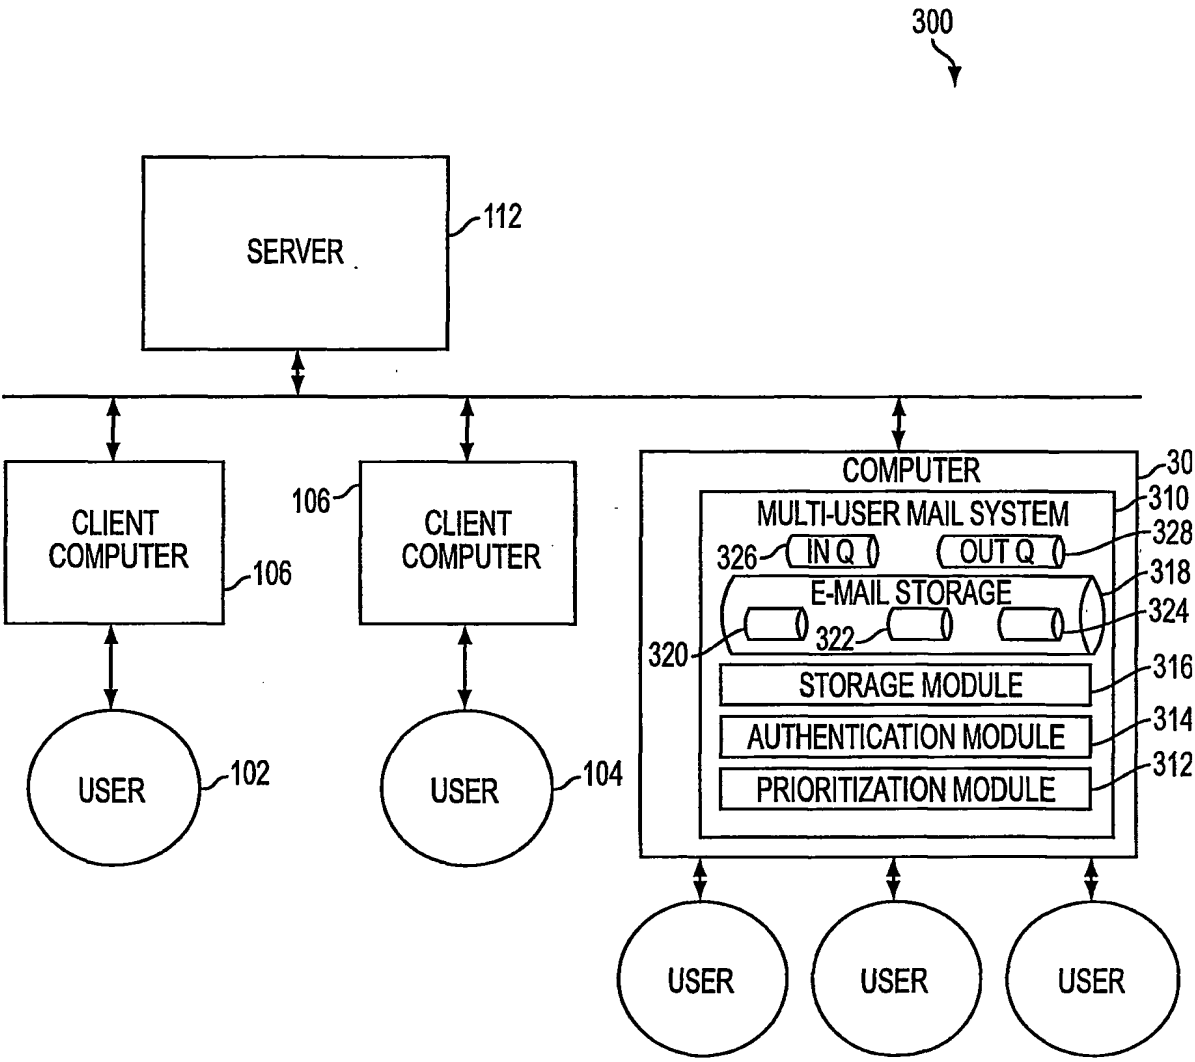 300
SERVER
112
CLIENT
COMPUTER
106
106
CLIENT
COMPUTER
COMPUTER
30
MULTI-USER MAIL SYSTEM
310
326
IN Q
OUT Q
328
E-MAIL STORAGE
318
320
322
324
STORAGE MODULE
316
AUTHENTICATION MODULE
314
PRIORITIZATION MODULE
312
USER
102
USER
104
USER
USER
USER